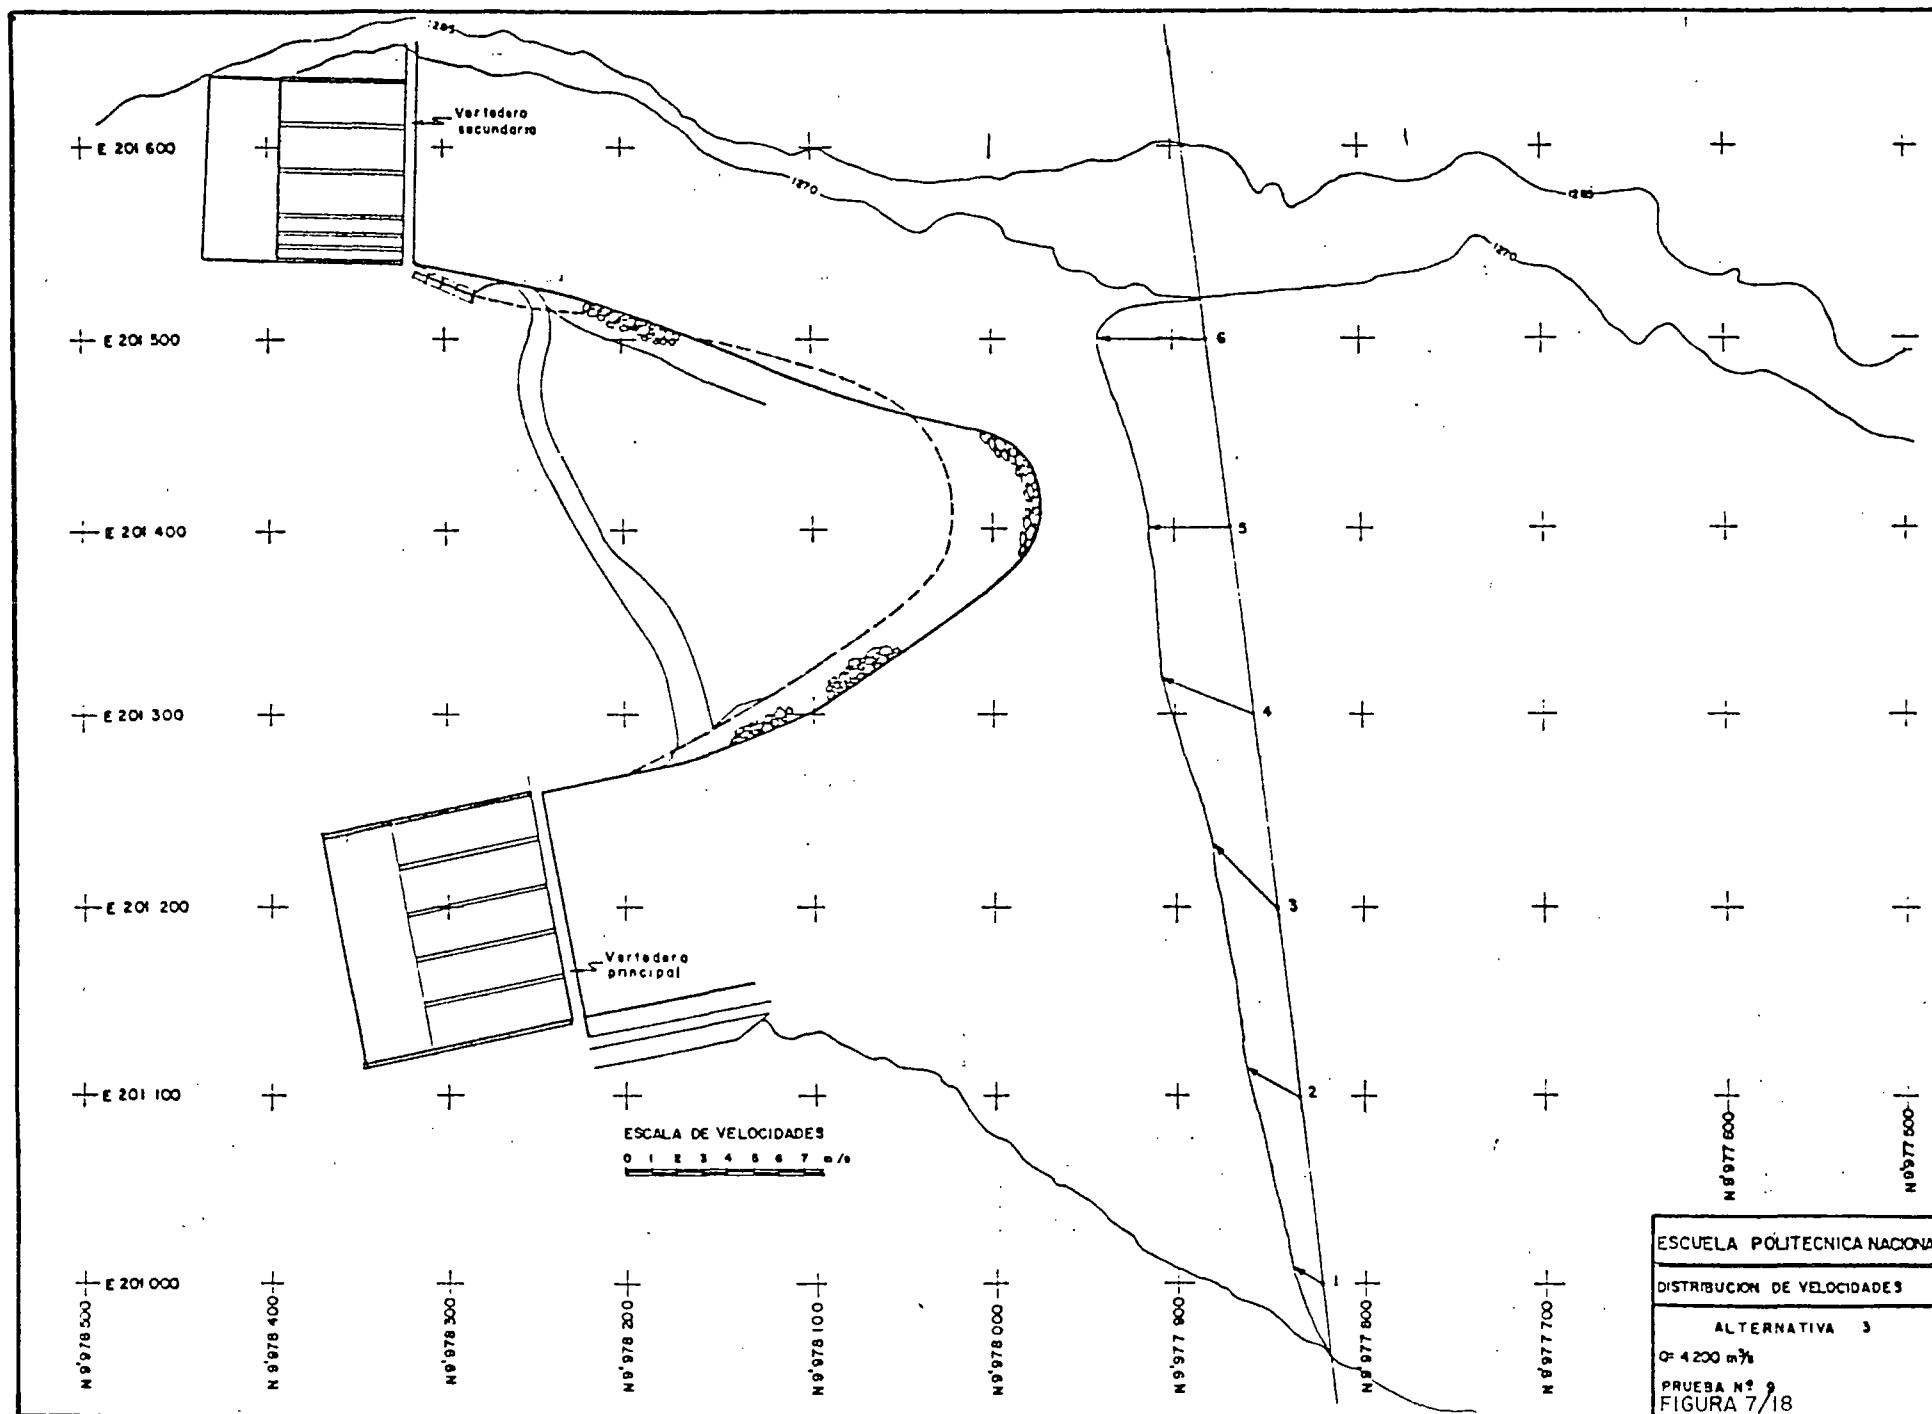 1285
Vertedero
secundario
E 201 600
1270
1285
1270
E 201 500
6
E 201 400
5
E 201 300
4
E 201 200
3
Vertedero
principal
E 201 100
2
ESCALA DE VELOCIDADES
0 1 2 3 4 5 6 7 m/s
E 201 000
1
N 9'978 500
N 9'978 400
N 9'978 300
N 9'978 200
N 9'978 100
N 9'978 000
N 9'977 900
N 9'977 800
N 9'977 700
N 9'977 600
N 9'977 500
ESCUELA POLITECNICA NACIONA
DISTRIBUCION DE VELOCIDADES
ALTERNATIVA 3
Q= 4200 m³/s
PRUEBA Nº 9
FIGURA 7/18